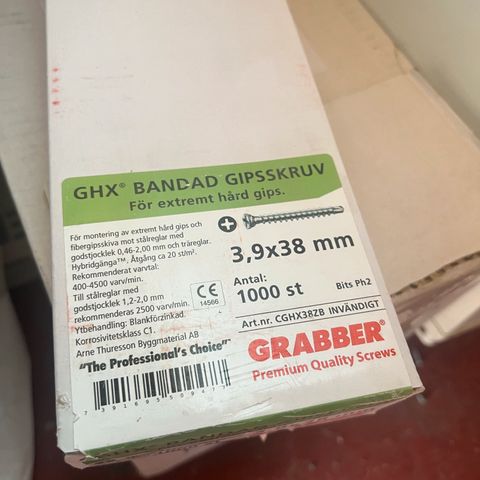 GHX® BANDAD GIPSSKRUV
För extremt hård gips.
För montering av extremt hård gips och
fibergipsskiva mot stålreglar med
godstjocklek 0,46-2,00 mm och träreglar.
Hybridgänga™. Åtgång ca 20 st/m².
Rekommenderat varvtal:
400-4500 varv/min.
Till stålreglar med
godstjocklek 1,2-2,0 mm
rekommenderas 2500 varv/min.
Ytbehandling: Blankförzinkad.
Korrosivitetsklass C1.
Arne Thuresson Byggmaterial AB
"The Professional's Choice"
CE
14566
3,9x38 mm
Antal:
1000 st
Bits Ph2
Art.nr. CGHX38ZB INVÄNDIGT
GRABBER®
Premium Quality Screws
GHX® BANDAD GIPSSKRUV